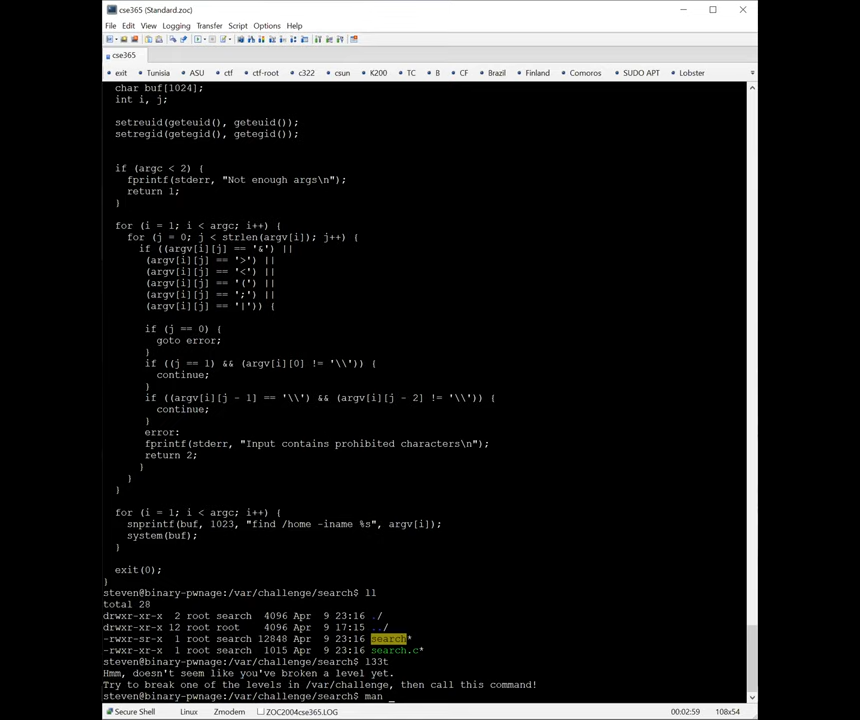 cse365 (Standard.zoc)
File Edit View Logging Transfer Script Options Help
cse365
exit Tunisia ASU ctf ctf-root c322 csun K200 TC B CF Brazil Finland Comoros SUDO APT Lobster
char buf[1024];
int i, j;
setreuid(geteuid(), geteuid());
setregid(getegid(), getegid());
if (argc < 2) {
fprintf(stderr, "Not enough args\n");
return 1;
}
for (i = 1; i < argc; i++) {
for (j = 0; j < strlen(argv[i]); j++) {
if ((argv[i][j] == '&') ||
(argv[i][j] == '>') ||
(argv[i][j] == '<') ||
(argv[i][j] == '(') ||
(argv[i][j] == ';') ||
(argv[i][j] == '|')) {
if (j == 0) {
goto error;
}
if ((j == 1) && (argv[i][0] != '\\')) {
continue;
}
if ((argv[i][j - 1] == '\\') && (argv[i][j - 2] != '\\')) {
continue;
}
error:
fprintf(stderr, "Input contains prohibited characters\n");
return 2;
}
}
}
for (i = 1; i < argc; i++) {
snprintf(buf, 1023, "find /home -iname %s", argv[i]);
system(buf);
}
exit(0);
}
steven@binary-pwnage:/var/challenge/search$ ll
total 28
drwxr-xr-x 2 root search 4096 Apr 9 23:16 ./
drwxr-xr-x 12 root root 4096 Apr 9 17:15 ../
-rwxr-sr-x 1 root search 12848 Apr 9 23:16 search*
-rwxr-xr-x 1 root search 1015 Apr 9 23:16 search.c*
steven@binary-pwnage:/var/challenge/search$ l33t
Hmm, doesn't seem like you've broken a level yet.
Try to break one of the levels in /var/challenge, then call this command!
steven@binary-pwnage:/var/challenge/search$ man _
Secure Shell Linux Zmodem ZOC2004cse365.LOG 00:02:59 108x54